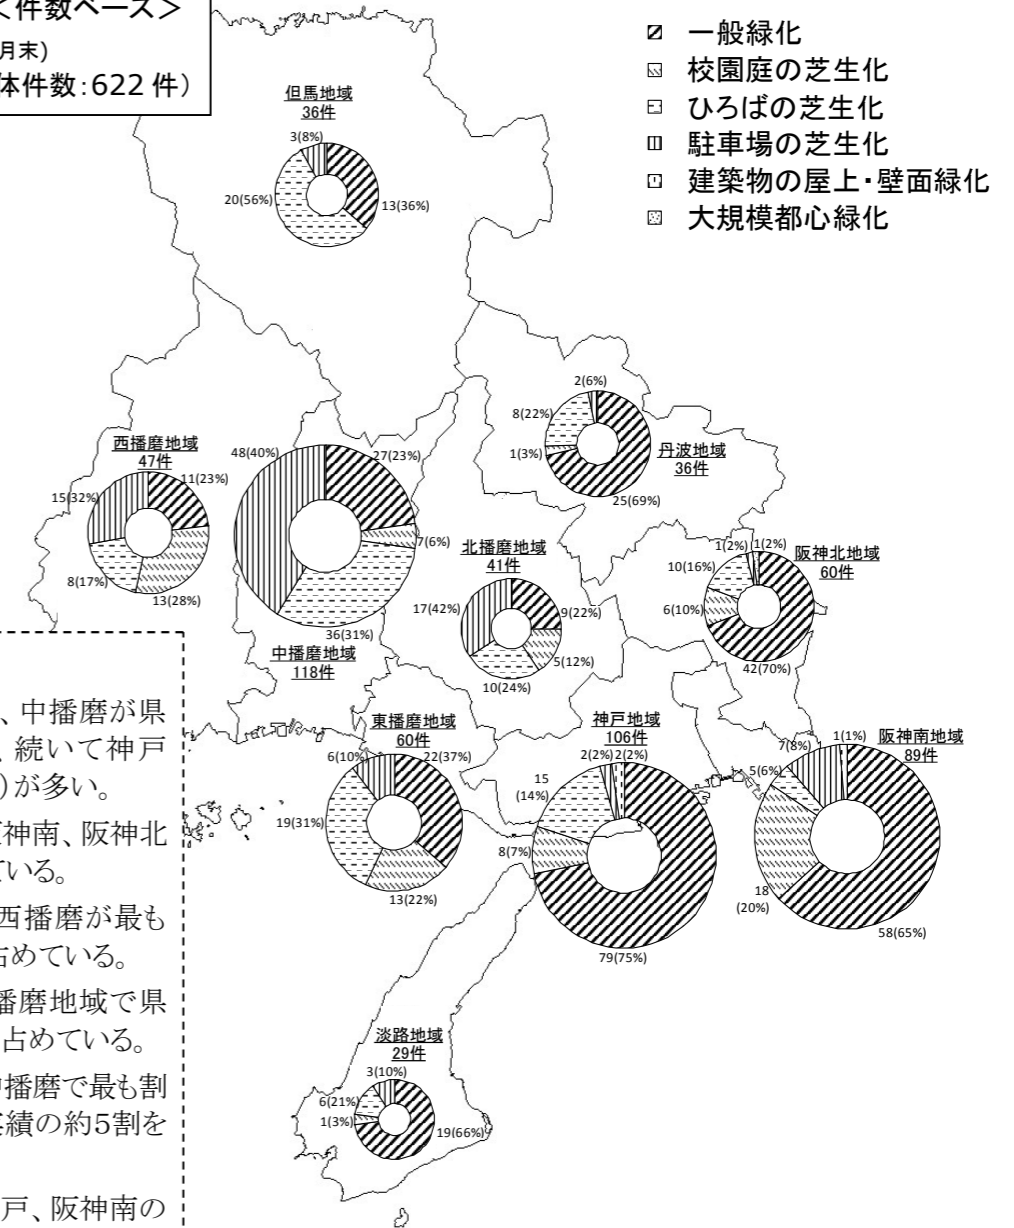 ＜件数ベース＞
月末)
体件数：622 件）
一般緑化
校園庭の芝生化
ひろばの芝生化
駐車場の芝生化
建築物の屋上・壁面緑化
大規模都心緑化
但馬地域
36件
3(8%)
20(56%)
13(36%)
2(6%)
8(22%)
1(3%)
丹波地域
36件
25(69%)
西播磨地域
47件
11(23%)
15(32%)
8(17%)
13(28%)
48(40%)
27(23%)
7(6%)
36(31%)
中播磨地域
118件
北播磨地域
41件
17(42%)
9(22%)
5(12%)
10(24%)
1(2%)
1(2%)
阪神北地域
60件
10(16%)
6(10%)
42(70%)
東播磨地域
60件
6(10%)
22(37%)
19(31%)
13(22%)
神戸地域
106件
2(2%)
2(2%)
15
(14%)
8(7%)
79(75%)
7(8%)
1(1%)
阪神南地域
89件
5(6%)
18
(20%)
58(65%)
淡路地域
29件
3(10%)
6(21%)
1(3%)
19(66%)
、中播磨が県
、続いて神戸
)が多い。
神南、阪神北
ている。
西播磨が最も
占めている。
播磨地域で県
占めている。
播磨で最も割
績の約5割を
戸、阪神南の